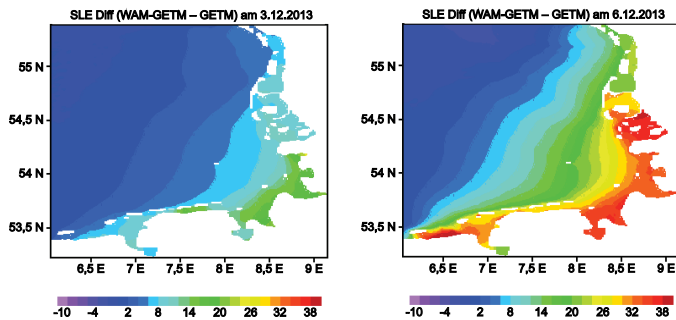 SLE Diff (WAM-GETM – GETM) am 3.12.2013
55 N
54,5 N
54 N
53,5 N
6,5 E 7 E 7,5 E 8 E 8,5 E 9 E
-10 -4 2 8 14 20 26 32 38
SLE Diff (WAM-GETM – GETM) am 6.12.2013
55 N
54,5 N
54 N
53,5 N
6,5 E 7 E 7,5 E 8 E 8,5 E 9 E
-10 -4 2 8 14 20 26 32 38